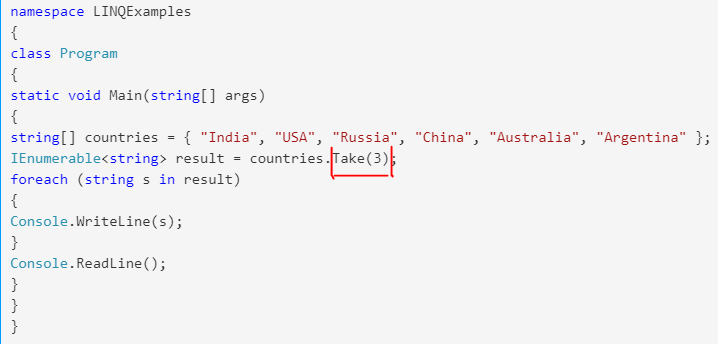 namespace LINQExamples
{
class Program
{
static void Main(string[] args)
{
string[] countries = { "India", "USA", "Russia", "China", "Australia", "Argentina" };
IEnumerable<string> result = countries.Take(3);
foreach (string s in result)
{
Console.WriteLine(s);
}
Console.ReadLine();
}
}
}